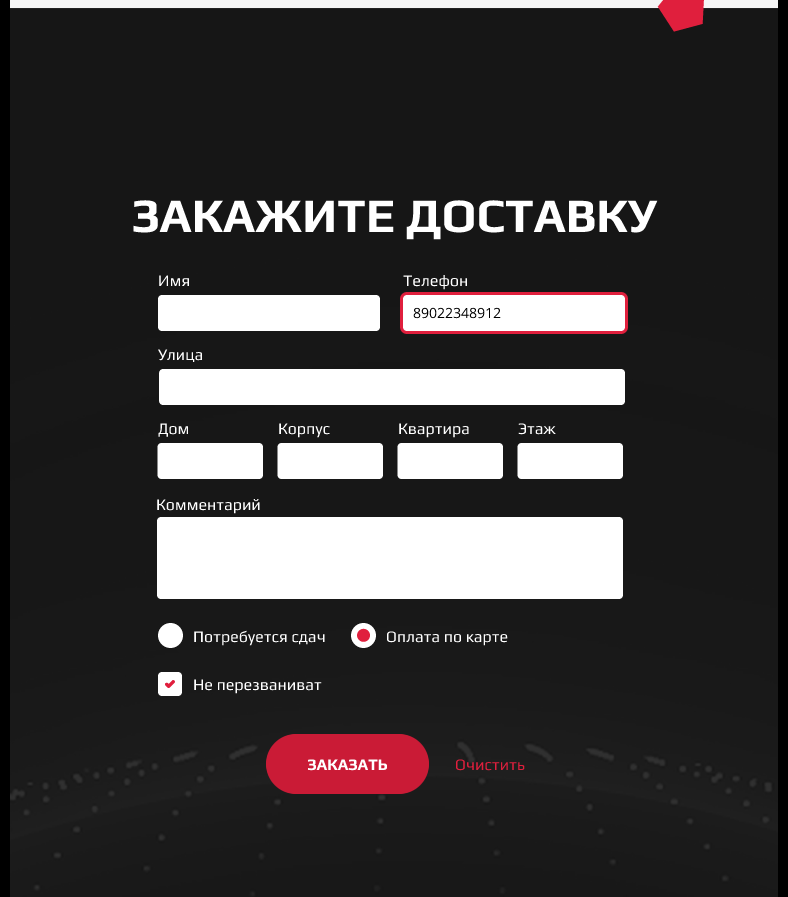 ЗАКАЖИТЕ ДОСТАВКУ
Имя Телефон
89022348912
Улица
Дом Корпус Квартира Этаж
Комментарий
Потребуется сдач Оплата по карте
Не перезваниват
ЗАКАЗАТЬ Очистить